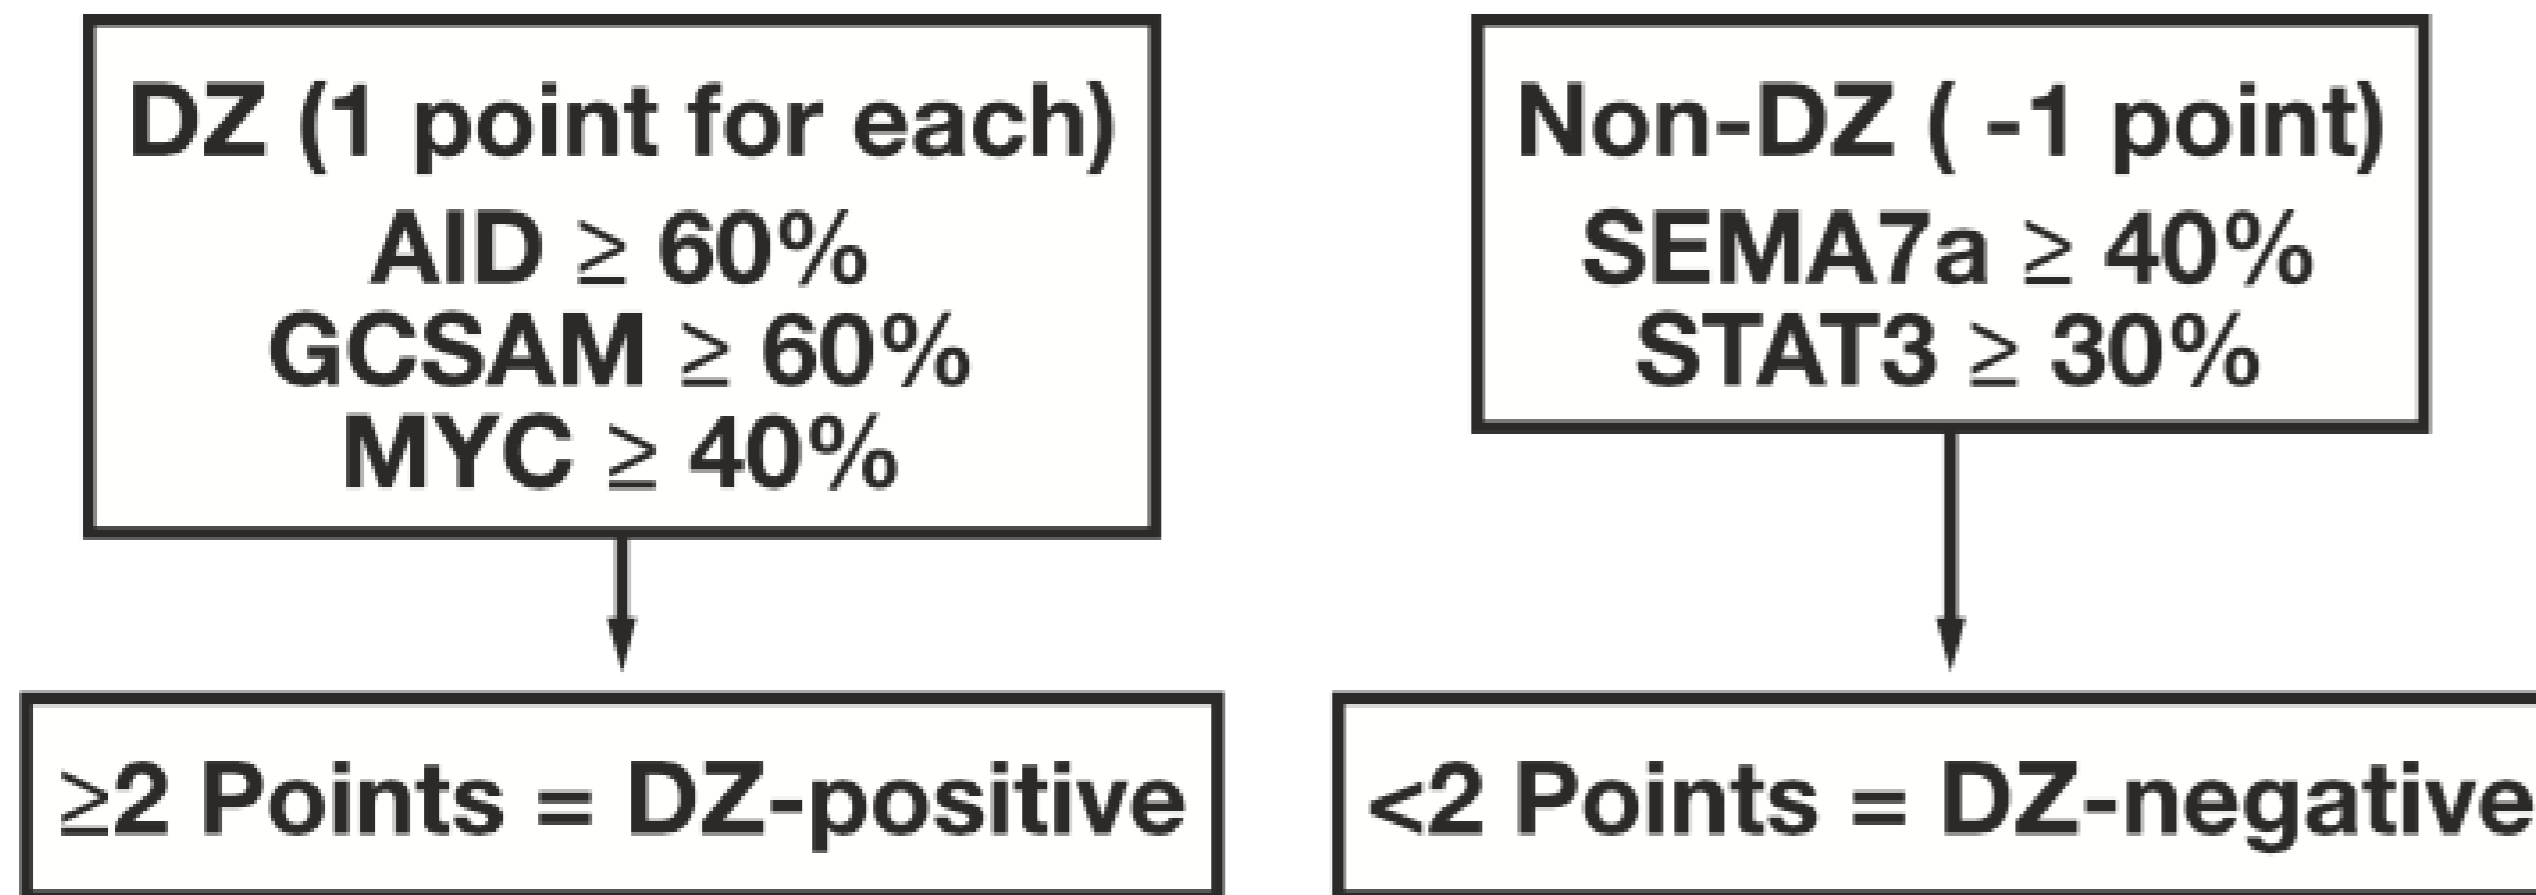 DZ (1 point for each)
AID ≥ 60%
GCSAM ≥ 60%
MYC ≥ 40%
Non-DZ ( -1 point)
SEMA7a ≥ 40%
STAT3 ≥ 30%
≥2 Points = DZ-positive
<2 Points = DZ-negative